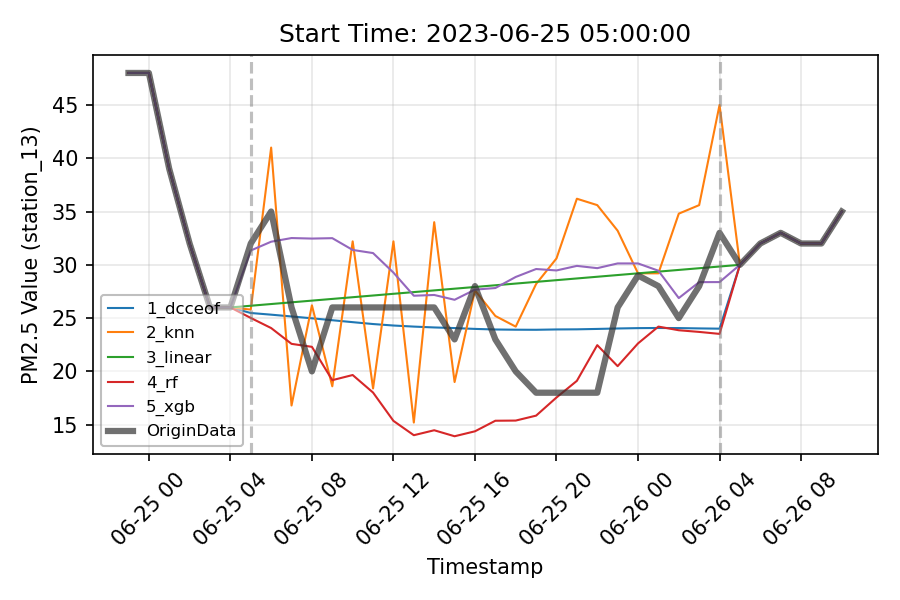 Start Time: 2023-06-25 05:00:00
PM2.5 Value (station_13)
45
40
35
30
25
20
15
1_dcceof
2_knn
3_linear
4_rf
5_xgb
OriginData
06-25 00
06-25 04
06-25 08
06-25 12
06-25 16
06-25 20
06-26 00
06-26 04
06-26 08
Timestamp